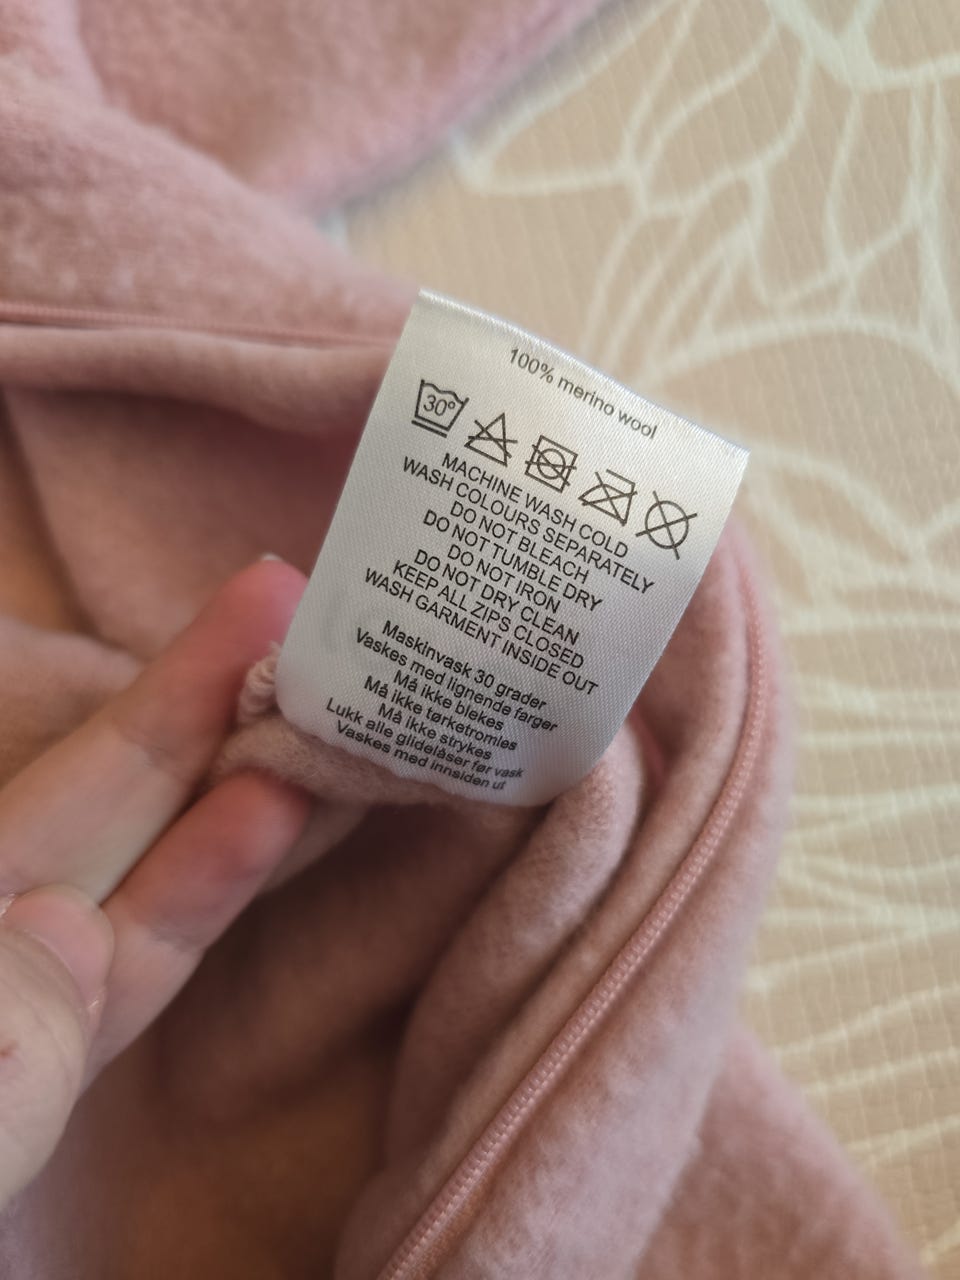 100% merino wool
30°
MACHINE WASH COLD
WASH COLOURS SEPARATELY
DO NOT BLEACH
DO NOT TUMBLE DRY
DO NOT IRON
DO NOT DRY CLEAN
KEEP ALL ZIPS CLOSED
WASH GARMENT INSIDE OUT
Maskinvask 30 grader
Vaskes med lignende farger
Må ikke blekes
Må ikke tørketromles
Må ikke strykes
Lukk alle glidelåser før vask
Vaskes med innsiden ut